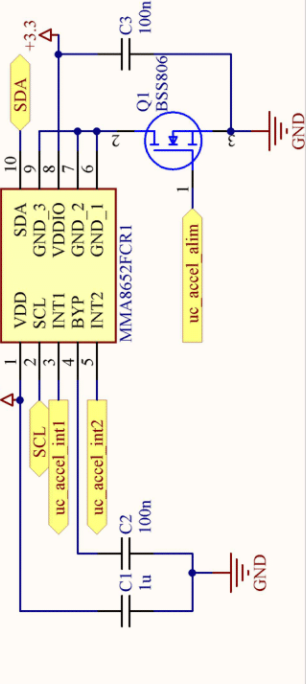 +3.3
C3
100n
SDA
Q1
BSS806
2
3
GND
1
uc_accel_alim
10
9
8
7
6
SDA
GND_3
VDDIO
GND_2
GND_1
VDD
SCL
INT1
BYP
INT2
MMA8652FCR1
1
2
3
4
5
SCL
uc_accel_int1
uc_accel_int2
C2
100n
C1
1u
GND